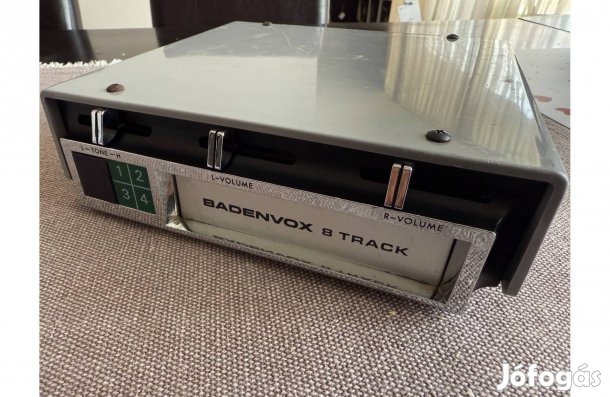 L-TONE-H
L-VOLUME
R-VOLUME
1 2
3 4
BADENVOX 8 TRACK
Jófogás